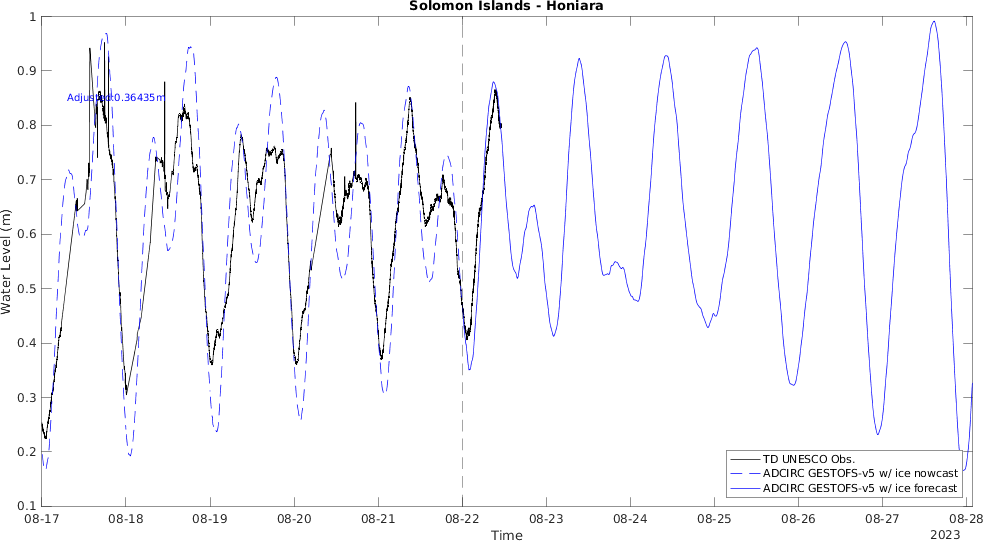 Solomon Islands - Honiara
1
0.9
0.8
0.7
0.6
0.5
0.4
0.3
0.2
0.1
Water Level (m)
Adjusted:0.36435m
TD UNESCO Obs.
ADCIRC GESTOFS-v5 w/ ice nowcast
ADCIRC GESTOFS-v5 w/ ice forecast
08-17 08-18 08-19 08-20 08-21 08-22 08-23 08-24 08-25 08-26 08-27 08-28
Time
2023